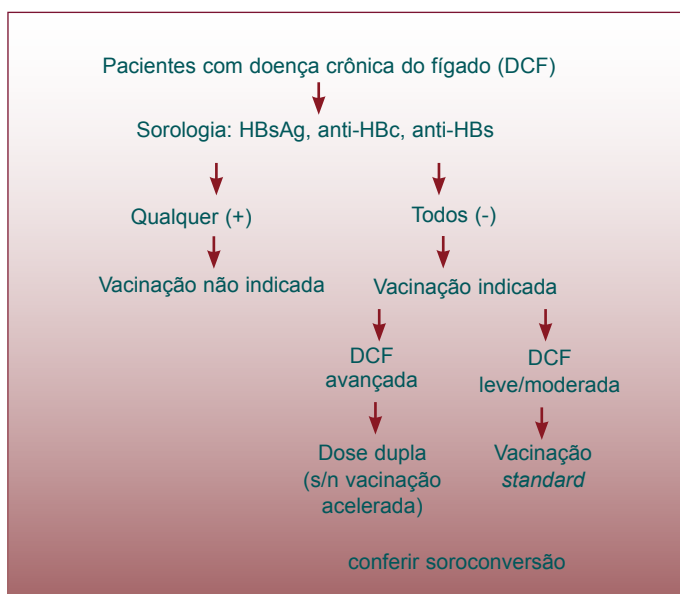 Pacientes com doença crônica do fígado (DCF)
Sorologia: HBsAg, anti-HBc, anti-HBs
Qualquer (+)
Todos (-)
Vacinação não indicada
Vacinação indicada
DCF
avançada
DCF
leve/moderada
Dose dupla
(s/n vacinação
acelerada)
Vacinação
standard
conferir soroconversão